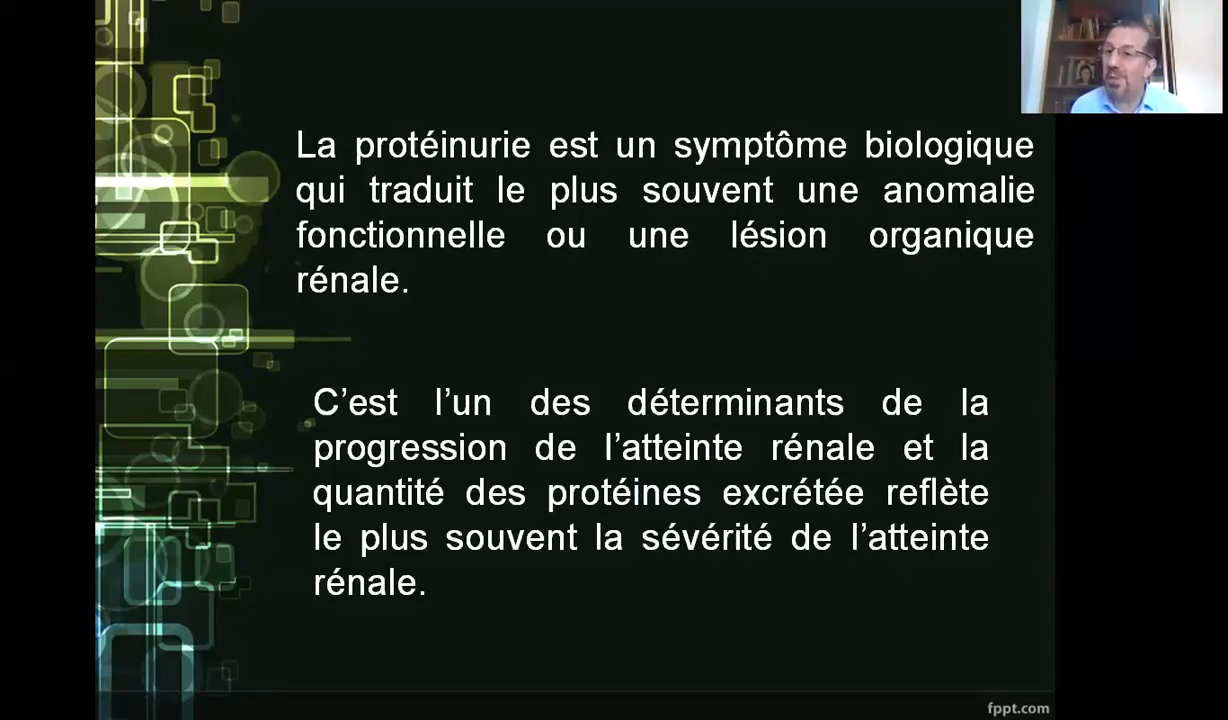 La protéinurie est un symptôme biologique
qui traduit le plus souvent une anomalie
fonctionnelle ou une lésion organique
rénale.
C’est l’un des déterminants de la
progression de l’atteinte rénale et la
quantité des protéines excrétée reflète
le plus souvent la sévérité de l’atteinte
rénale.
fppt.com